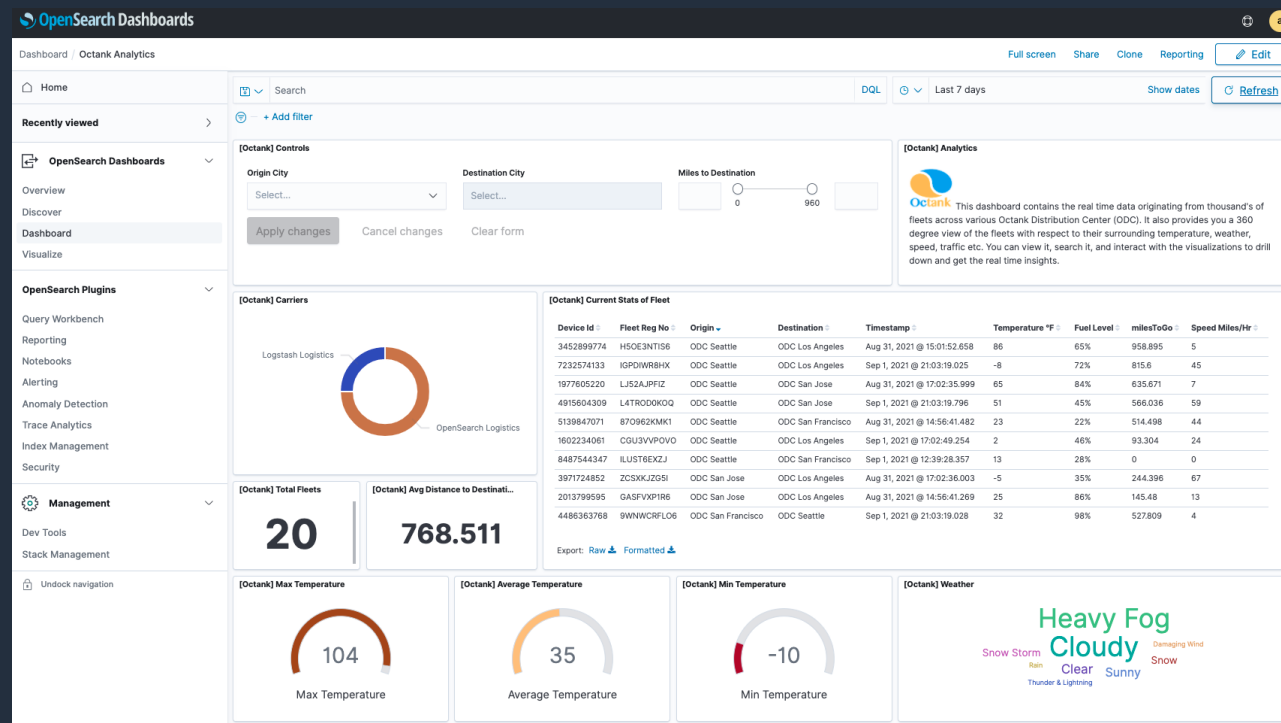 OpenSearch Dashboards
a
Dashboard / Octank Analytics
Full screen Share Clone Reporting Edit
Home
Recently viewed
OpenSearch Dashboards
Overview
Discover
Dashboard
Visualize
OpenSearch Plugins
Query Workbench
Reporting
Notebooks
Alerting
Anomaly Detection
Trace Analytics
Index Management
Security
Management
Dev Tools
Stack Management
Undock navigation
Search DQL Last 7 days Show dates Refresh
+ Add filter
[Octank] Controls
Origin City Destination City Miles to Destination
Select... Select... 0 960
Apply changes Cancel changes Clear form
[Octank] Analytics
Octank This dashboard contains the real time data originating from thousand's of
fleets across various Octank Distribution Center (ODC). It also provides you a 360
degree view of the fleets with respect to their surrounding temperature, weather,
speed, traffic etc. You can view it, search it, and interact with the visualizations to drill
down and get the real time insights.
[Octank] Carriers
Logstash Logistics
OpenSearch Logistics
[Octank] Current Stats of Fleet
Device Id Fleet Reg No Origin Destination Timestamp Temperature °F Fuel Level milesToGo Speed Miles/Hr
3452899774 H5OE3NTIS6 ODC Seattle ODC Los Angeles Aug 31, 2021 @ 15:01:52.658 86 65% 958.895 5
7232574133 IGPDIWR8HX ODC Seattle ODC Los Angeles Sep 1, 2021 @ 21:03:19.025 -8 72% 815.6 45
1977605220 LJ52AJPFIZ ODC Seattle ODC San Jose Aug 31, 2021 @ 17:02:35.999 65 84% 635.671 7
4915604309 L4TROD0KOQ ODC Seattle ODC San Jose Sep 1, 2021 @ 21:03:19.796 51 45% 566.036 59
5139847071 87O962KMK1 ODC Seattle ODC San Francisco Aug 31, 2021 @ 14:56:41.482 23 22% 514.498 44
1602234061 CGU3VVPOVO ODC Seattle ODC Los Angeles Sep 1, 2021 @ 17:02:49.254 2 46% 93.304 24
8487544347 ILUST6EXZJ ODC Seattle ODC San Francisco Sep 1, 2021 @ 12:39:28.357 13 28% 0 0
3971724852 ZCSXKJZG5I ODC San Jose ODC Los Angeles Aug 31, 2021 @ 17:02:36.003 -5 35% 244.396 67
2013799595 GASFVXP1R6 ODC San Jose ODC Los Angeles Aug 31, 2021 @ 14:56:41.269 25 86% 145.48 13
4486363768 9WNWCRFLO6 ODC San Francisco ODC Seattle Sep 1, 2021 @ 21:03:19.028 32 98% 527.809 4
Export: Raw Formatted
[Octank] Total Fleets
20
[Octank] Avg Distance to Destinati...
768.511
[Octank] Max Temperature
104
Max Temperature
[Octank] Average Temperature
35
Average Temperature
[Octank] Min Temperature
-10
Min Temperature
[Octank] Weather
Heavy Fog
Snow Storm Cloudy Damaging Wind
Rain Clear Sunny Snow
Thunder & Lightning